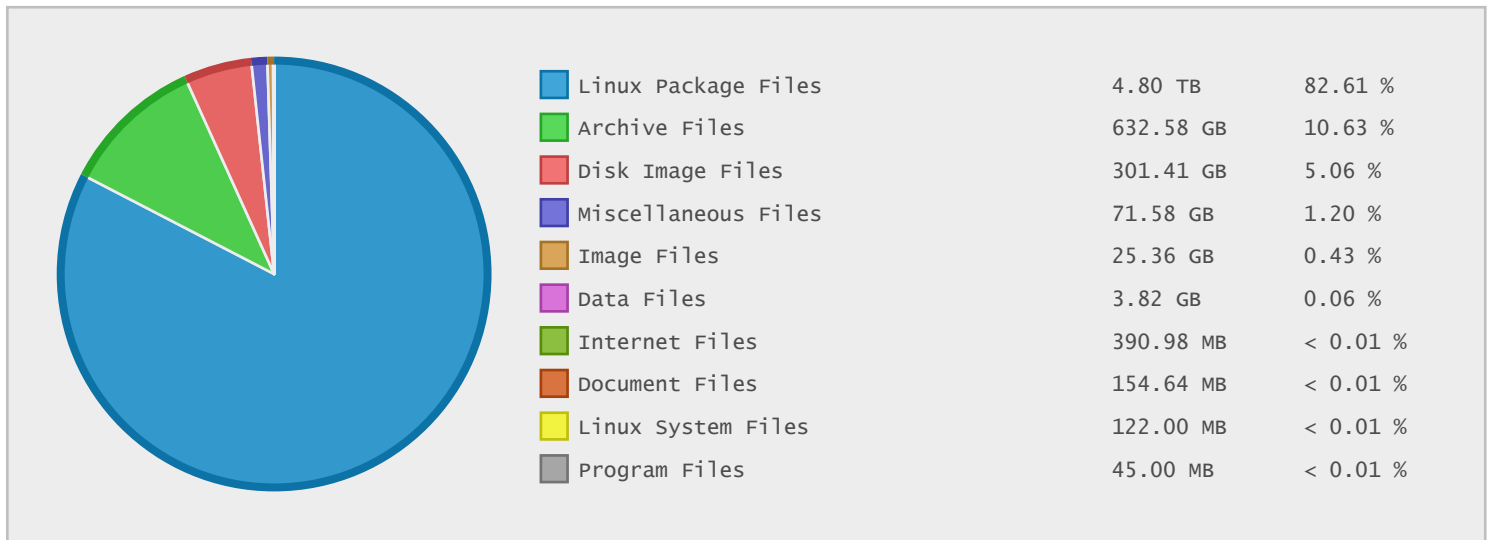 Linux Package Files 4.80 TB 82.61 %
Archive Files 632.58 GB 10.63 %
Disk Image Files 301.41 GB 5.06 %
Miscellaneous Files 71.58 GB 1.20 %
Image Files 25.36 GB 0.43 %
Data Files 3.82 GB 0.06 %
Internet Files 390.98 MB < 0.01 %
Document Files 154.64 MB < 0.01 %
Linux System Files 122.00 MB < 0.01 %
Program Files 45.00 MB < 0.01 %